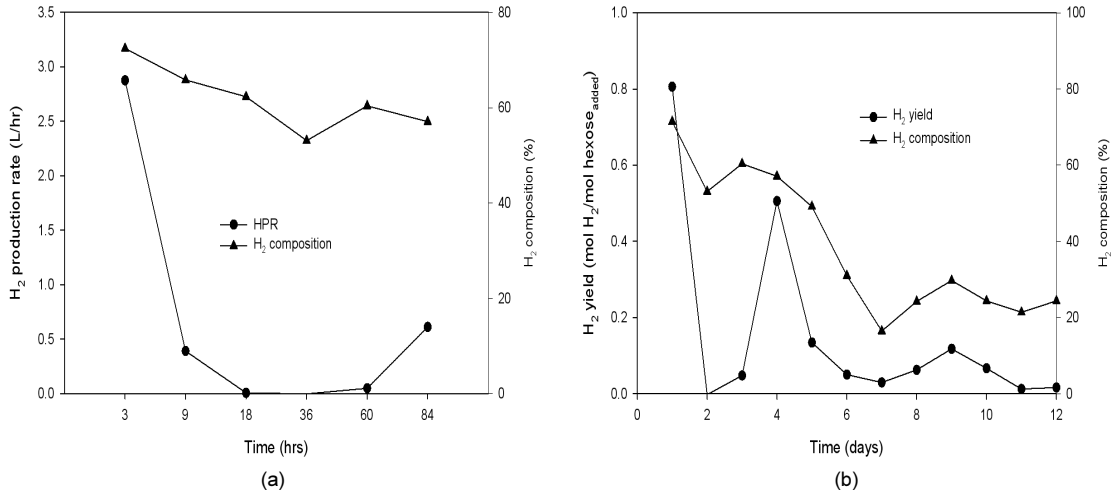 3.5
3.0
2.5
2.0
1.5
1.0
0.5
0.0
H₂ production rate (L/hr)
80
60
40
20
0
H₂ composition (%)
HPR
H₂ composition
3 9 18 36 60 84
Time (hrs)
(a)
1.0
0.8
0.6
0.4
0.2
0.0
H₂ yield (mol H₂/mol hexose added)
100
80
60
40
20
0
H₂ composition (%)
H₂ yield
H₂ composition
0 2 4 6 8 10 12
Time (days)
(b)